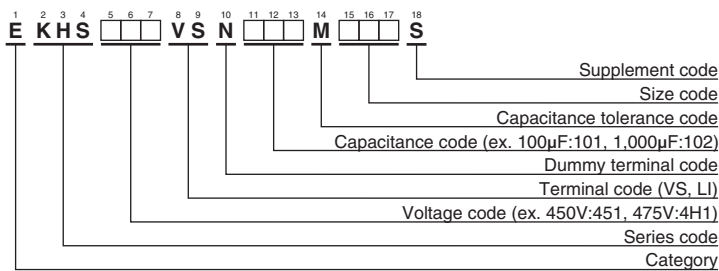 1 2 3 4 5 6 7 8 9 10 11 12 13 14 15 16 17 18
E KHS □□□ VS N □□□ M □□□ S
Supplement code
Size code
Capacitance tolerance code
Capacitance code (ex. 100μF:101, 1,000μF:102)
Dummy terminal code
Terminal code (VS, LI)
Voltage code (ex. 450V:451, 475V:4H1)
Series code
Category